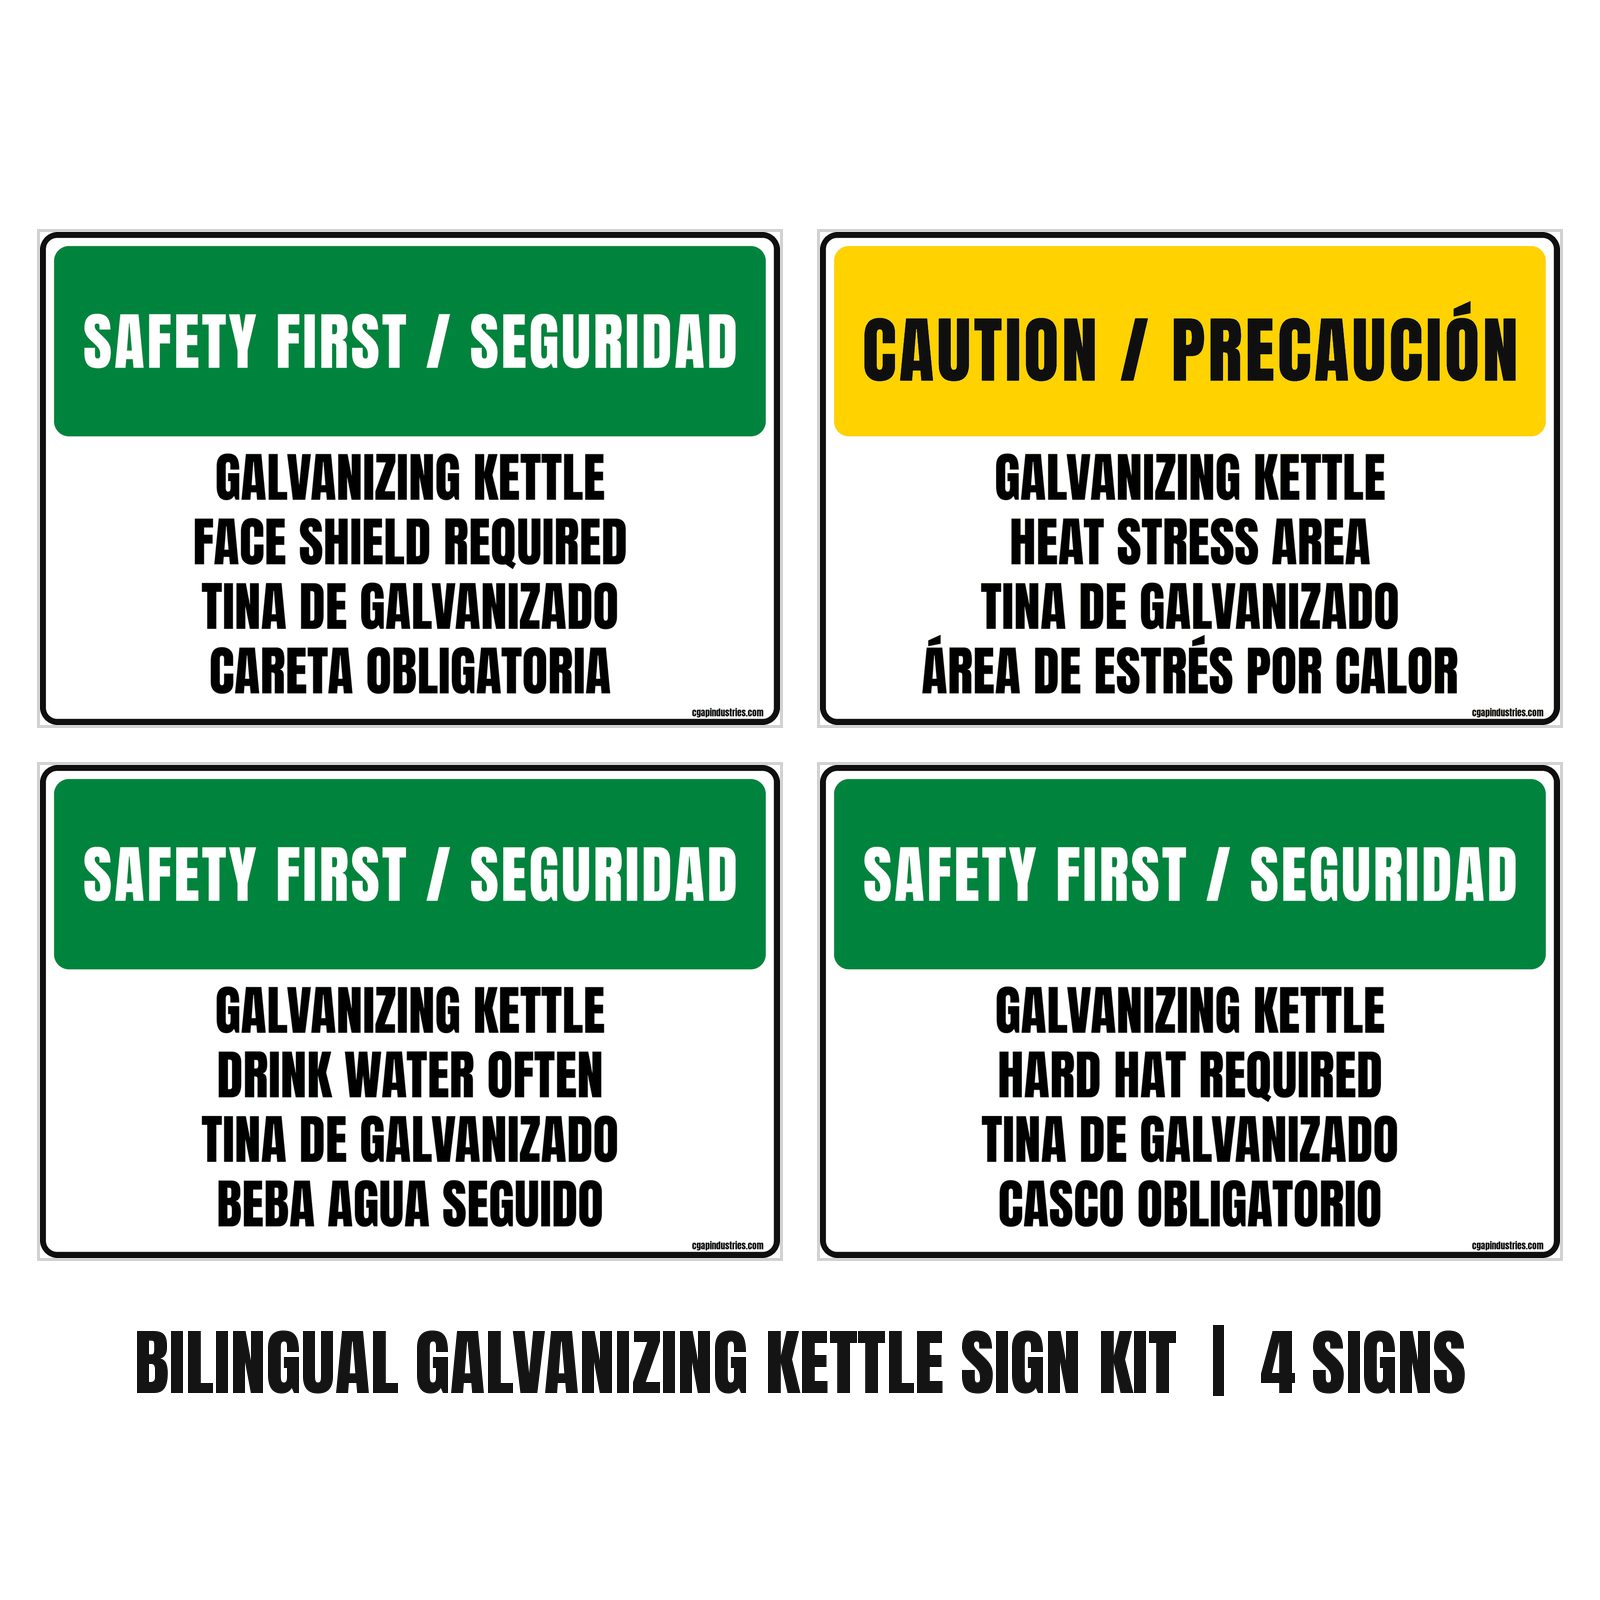 SAFETY FIRST / SEGURIDAD
GALVANIZING KETTLE
FACE SHIELD REQUIRED
TINA DE GALVANIZADO
CARETA OBLIGATORIA
cgapindustries.com
CAUTION / PRECAUCIÓN
GALVANIZING KETTLE
HEAT STRESS AREA
TINA DE GALVANIZADO
ÁREA DE ESTRÉS POR CALOR
cgapindustries.com
SAFETY FIRST / SEGURIDAD
GALVANIZING KETTLE
DRINK WATER OFTEN
TINA DE GALVANIZADO
BEBA AGUA SEGUIDO
cgapindustries.com
SAFETY FIRST / SEGURIDAD
GALVANIZING KETTLE
HARD HAT REQUIRED
TINA DE GALVANIZADO
CASCO OBLIGATORIO
cgapindustries.com
BILINGUAL GALVANIZING KETTLE SIGN KIT | 4 SIGNS